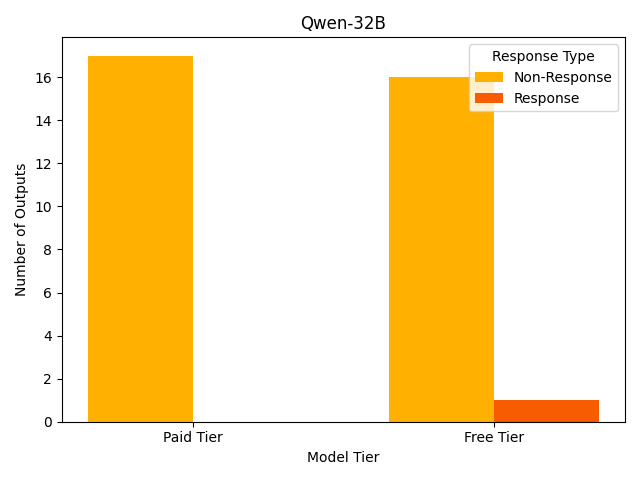 Qwen-32B
Response Type
Non-Response
Response
Number of Outputs
16
14
12
10
8
6
4
2
0
Paid Tier
Free Tier
Model Tier